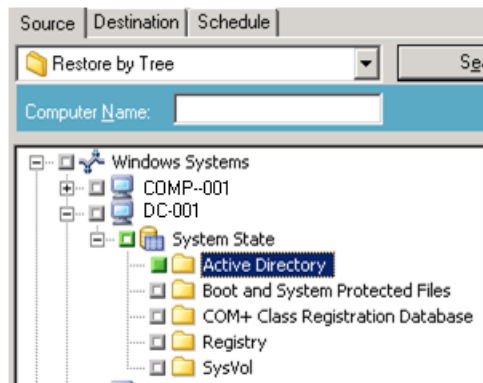 Source Destination Schedule
Restore by Tree
Computer Name:
Windows Systems
COMP--001
DC-001
System State
Active Directory
Boot and System Protected Files
COM+ Class Registration Database
Registry
SysVol